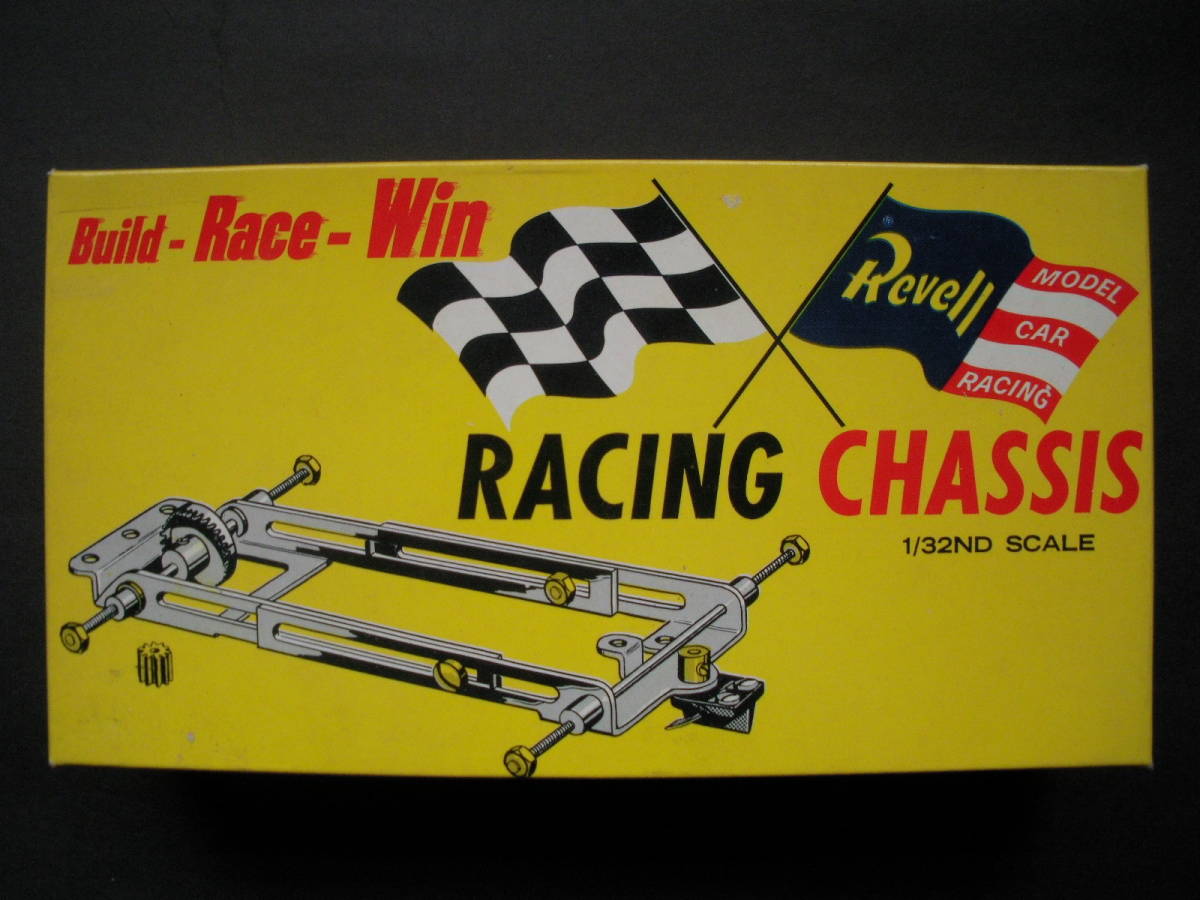 Build - Race - Win
®
Revell
MODEL
CAR
RACING
RACING CHASSIS
1/32ND SCALE